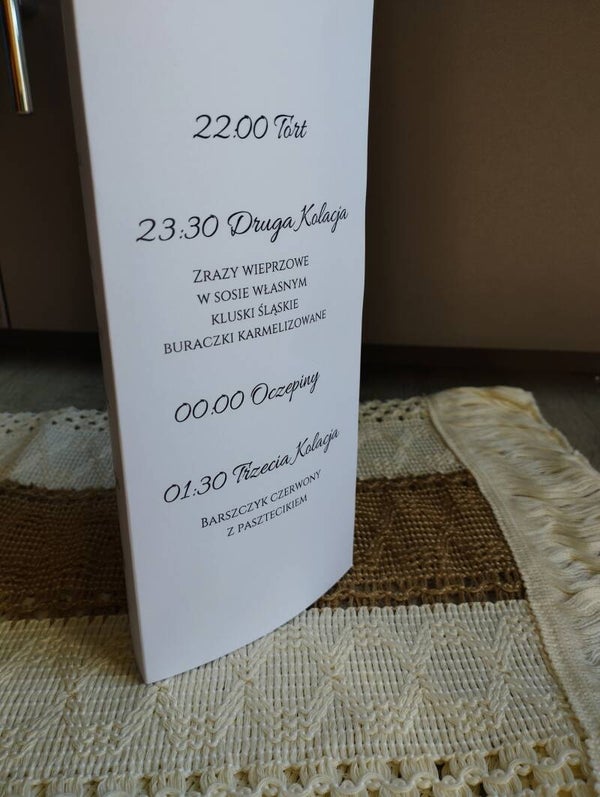 22:00 Tort
23:30 Druga Kolacja
Zrazy wieprzowe
w sosie własnym
kluski śląskie
buraczki karmelizowane
00:00 Oczepiny
01:30 Trzecia Kolacja
Barszczyk czerwony
z pasztecikiem